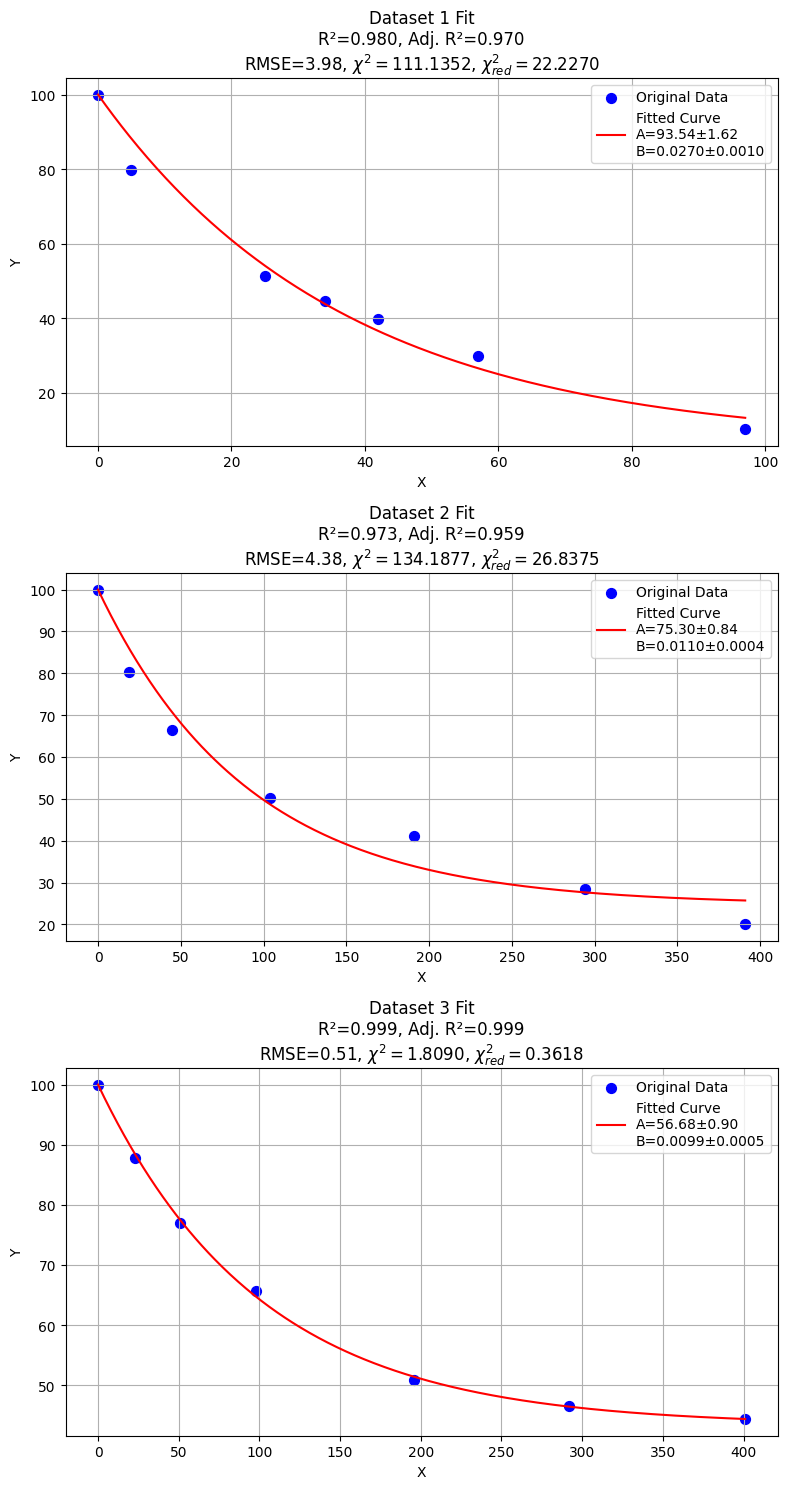 Dataset 1 Fit
R²=0.980, Adj. R²=0.970
RMSE=3.98, χ² = 111.1352, χ²_red = 22.2270
100
80
60
40
20
Y
Original Data
Fitted Curve
A=93.54±1.62
B=0.0270±0.0010
0 20 40 60 80 100
X
Dataset 2 Fit
R²=0.973, Adj. R²=0.959
RMSE=4.38, χ² = 134.1877, χ²_red = 26.8375
100
90
80
70
60
50
40
30
20
Y
Original Data
Fitted Curve
A=75.30±0.84
B=0.0110±0.0004
0 50 100 150 200 250 300 350 400
X
Dataset 3 Fit
R²=0.999, Adj. R²=0.999
RMSE=0.51, χ² = 1.8090, χ²_red = 0.3618
100
90
80
70
60
50
Y
Original Data
Fitted Curve
A=56.68±0.90
B=0.0099±0.0005
0 50 100 150 200 250 300 350 400
X